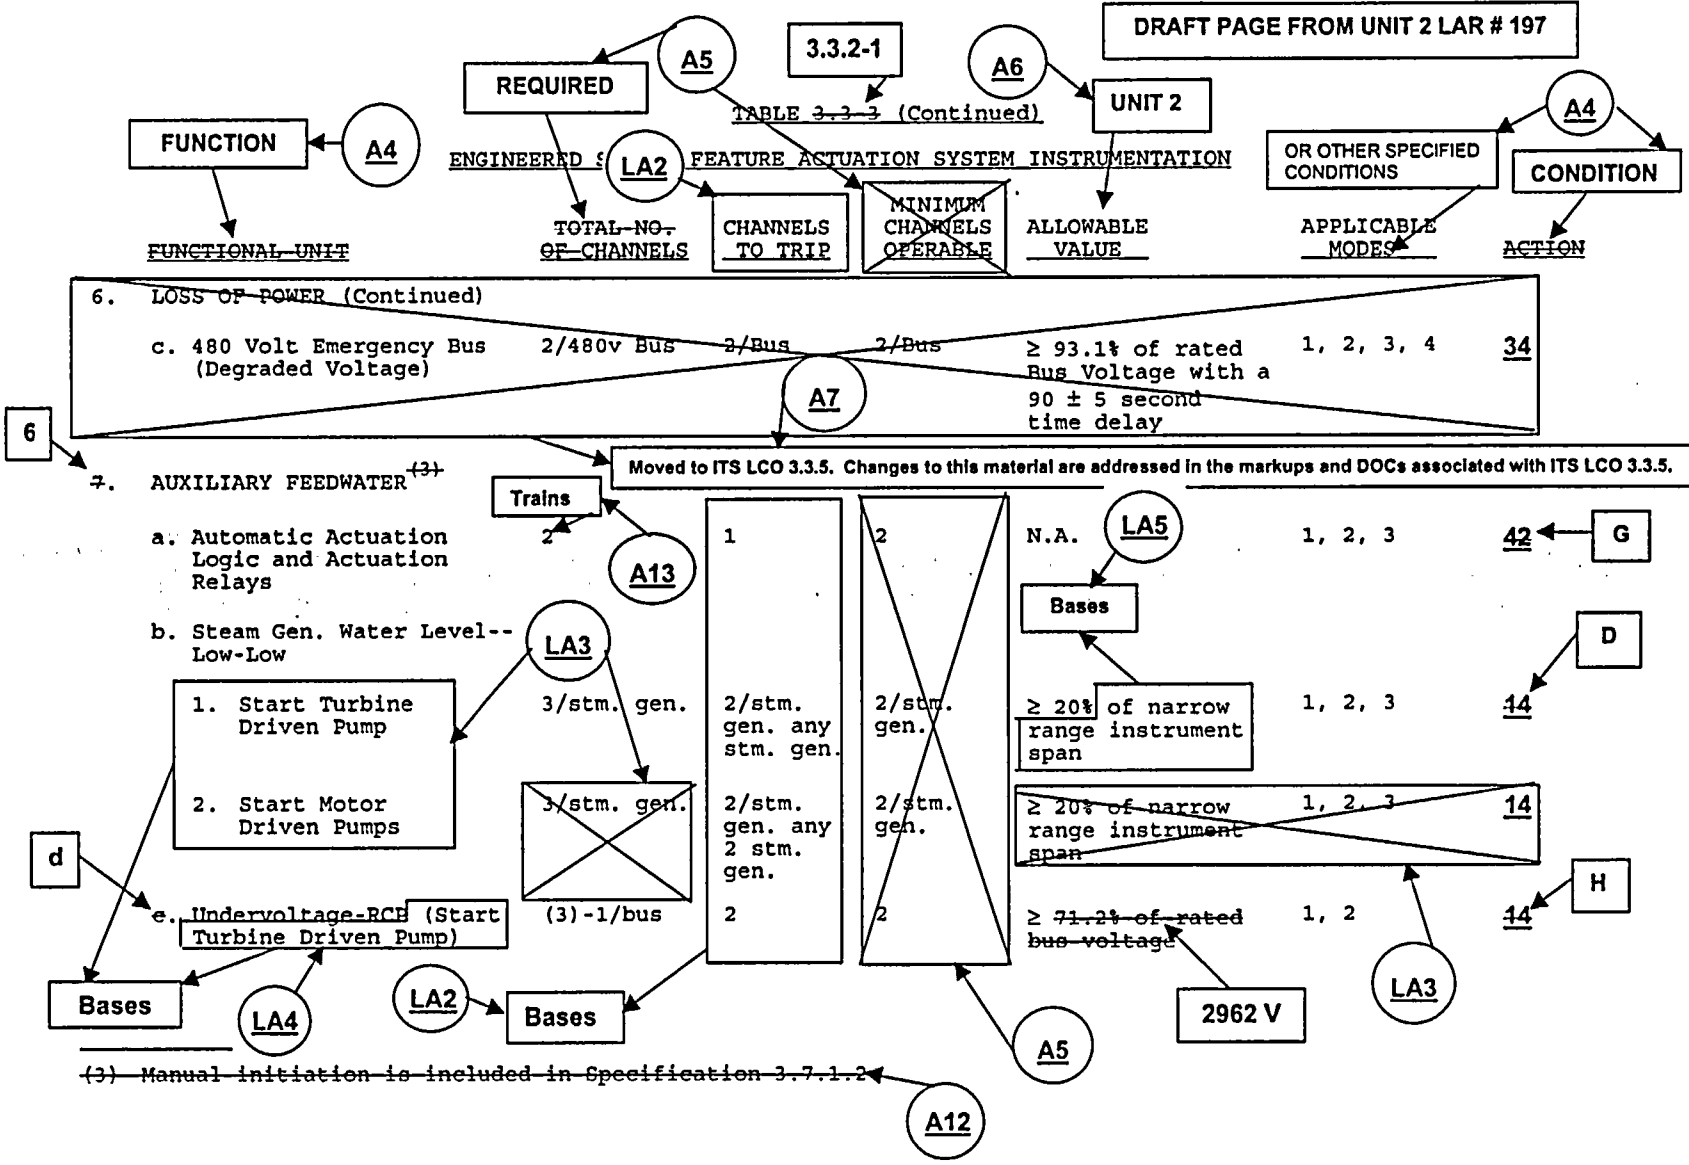 DRAFT PAGE FROM UNIT 2 LAR # 197
A5
3.3.2-1
A6
REQUIRED
UNIT 2
A4
TABLE 3.3-3 (Continued)
FUNCTION
A4
OR OTHER SPECIFIED
CONDITIONS
CONDITION
ENGINEERED S
LA2
FEATURE ACTUATION SYSTEM INSTRUMENTATION
FUNCTIONAL UNIT
TOTAL NO.
OF CHANNELS
CHANNELS
TO TRIP
MINIMUM
CHANNELS
OPERABLE
ALLOWABLE
VALUE
APPLICABLE
MODES
ACTION
6. LOSS OF POWER (Continued)
c. 480 Volt Emergency Bus
(Degraded Voltage)
2/480v Bus
2/Bus
2/Bus
≥ 93.1% of rated
Bus Voltage with a
90 ± 5 second
time delay
1, 2, 3, 4
34
A7
6
Moved to ITS LCO 3.3.5. Changes to this material are addressed in the markups and DOCs associated with ITS LCO 3.3.5.
7. AUXILIARY FEEDWATER (3)
Trains
A13
a. Automatic Actuation
Logic and Actuation
Relays
2
1
2
N.A.
LA5
1, 2, 3
42
G
Bases
b. Steam Gen. Water Level--
Low-Low
LA3
D
1. Start Turbine
Driven Pump
3/stm. gen.
2/stm.
gen. any
stm. gen.
2/stm.
gen.
≥ 20% of narrow
range instrument
span
1, 2, 3
14
2. Start Motor
Driven Pumps
3/stm. gen.
2/stm.
gen. any
2 stm.
gen.
2/stm.
gen.
≥ 20% of narrow
range instrument
span
1, 2, 3
14
d
H
c. Undervoltage-RCP (Start
Turbine Driven Pump)
(3)-1/bus
2
2
≥ 71.2% of rated
bus voltage
1, 2
14
Bases
LA4
LA2
Bases
A5
2962 V
LA3
(3) Manual initiation is included in Specification 3.7.1.2
A12